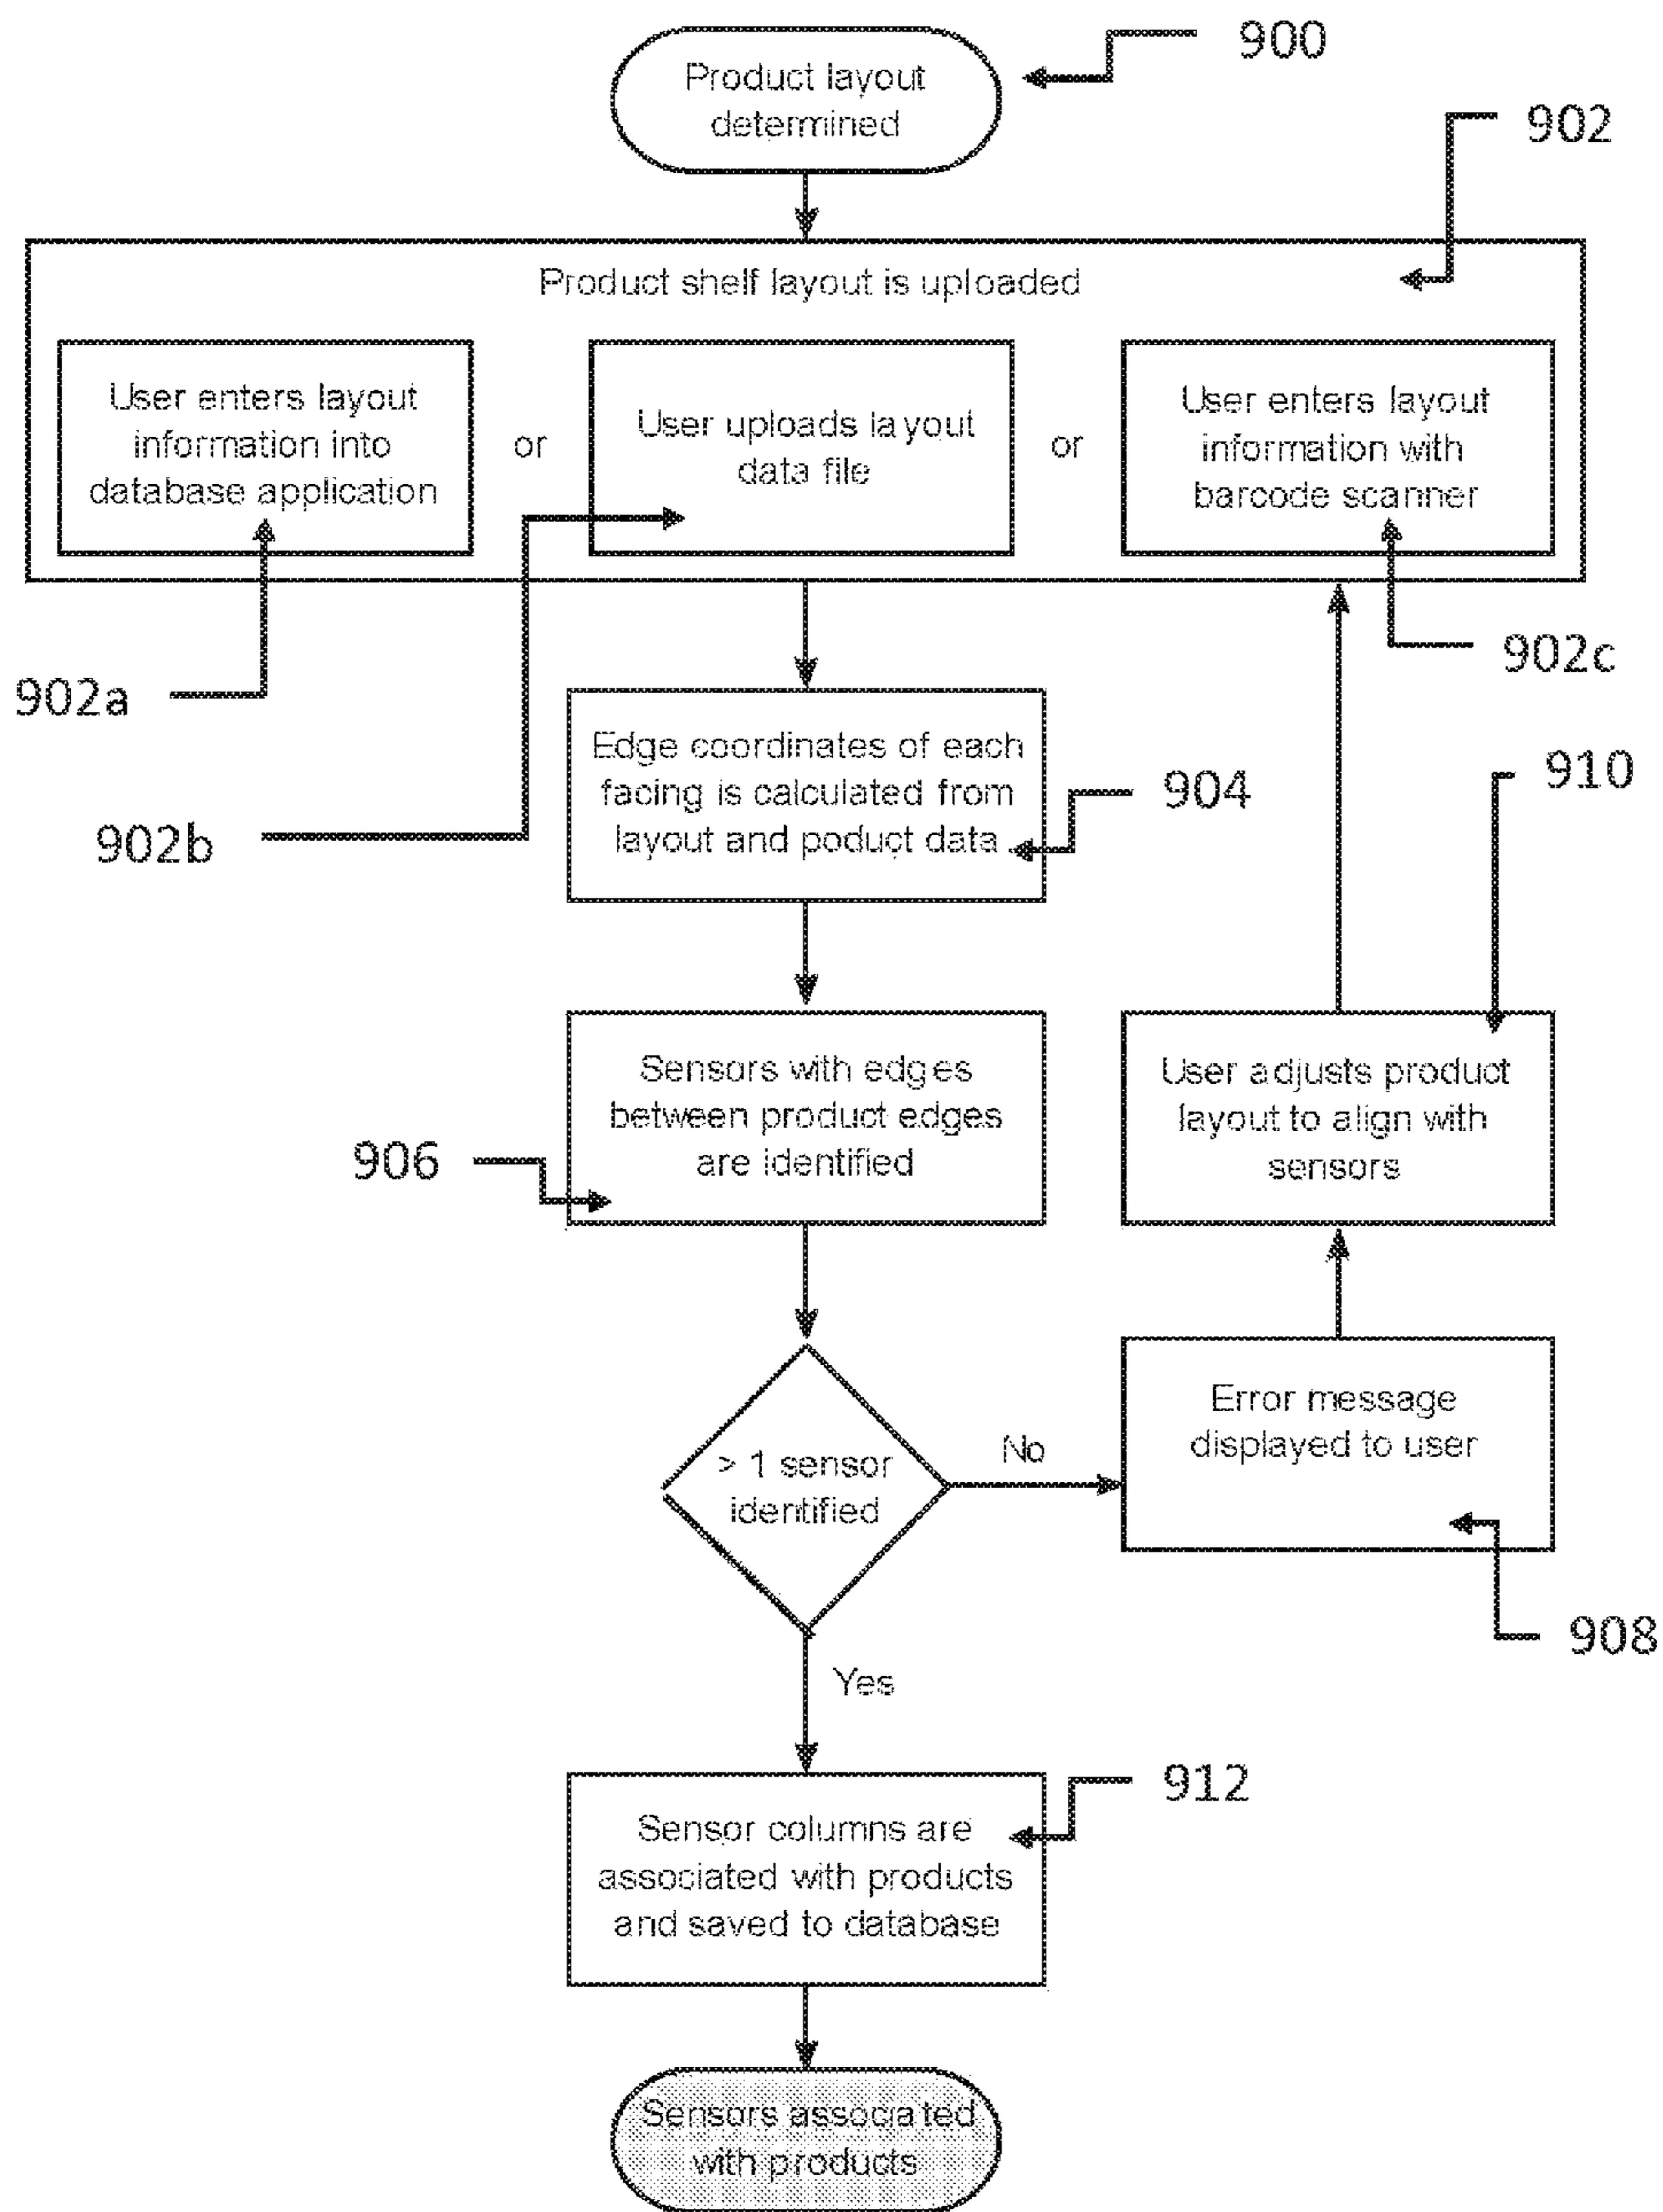 900
Product layout
determined
902
Product shelf layout is uploaded
User enters layout
information into
database application
or
User uploads layout
data file
or
User enters layout
information with
barcode scanner
902a
902b
902c
Edge coordinates of each
facing is calculated from
layout and poduct data
904
910
Sensors with edges
between product edges
are identified
906
User adjusts product
layout to align with
sensors
> 1 sensor
identified
No
Error message
displayed to user
908
Yes
912
Sensor columns are
associated with products
and saved to database
Sensors associated
with products